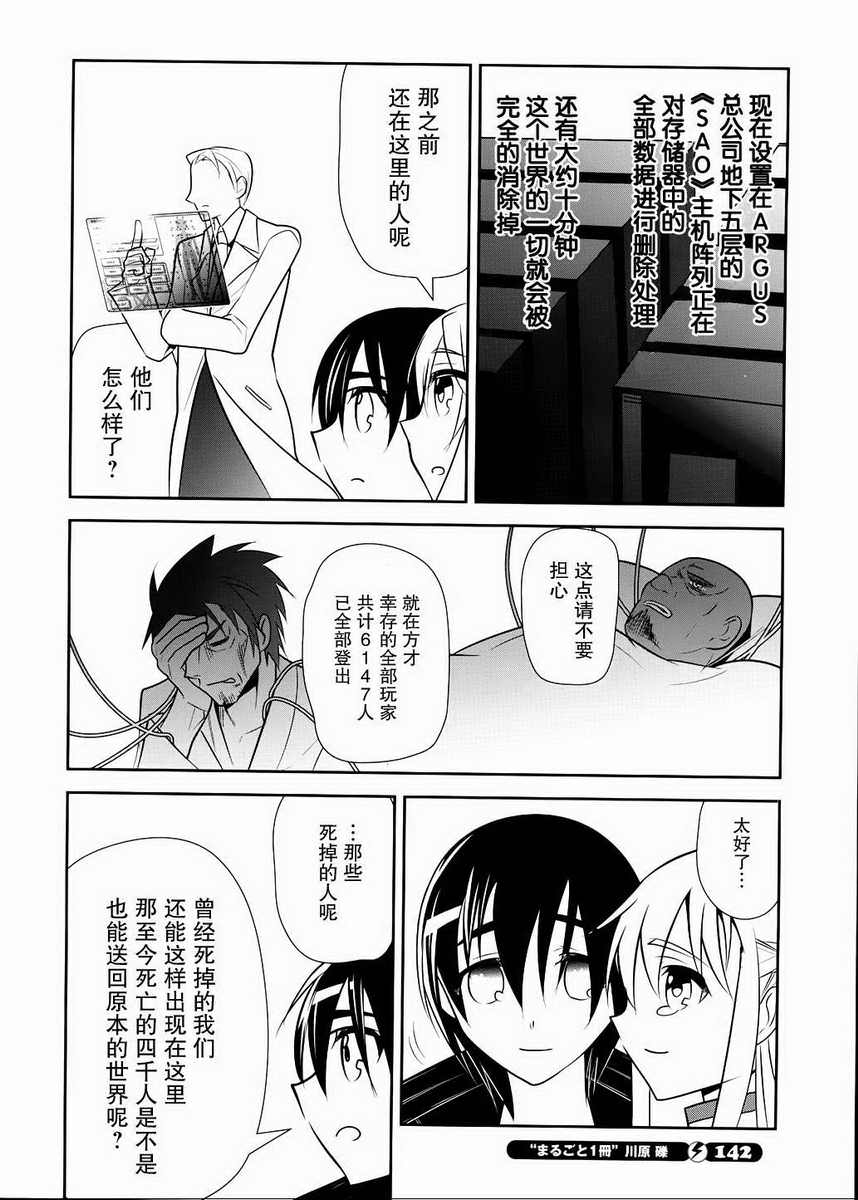 现在设置在ARGUS
总公司地下五层的
《SAO》主机阵列正在
对存储器中的
全部数据进行删除处理
还有大约十分钟
这个世界的一切就会被
完全的消除掉
那之前
还在这里的人呢
他们
怎么样了?
这点请不要
担心
就在方才
幸存的全部玩家
共计6147人
已全部登出
太好了…
…那些
死掉的人呢
曾经死掉的我们
还能这样出现在这里
那至今死亡的四千人是不是
也能送回原本的世界呢?
“まるごと1冊” 川原 礫 142